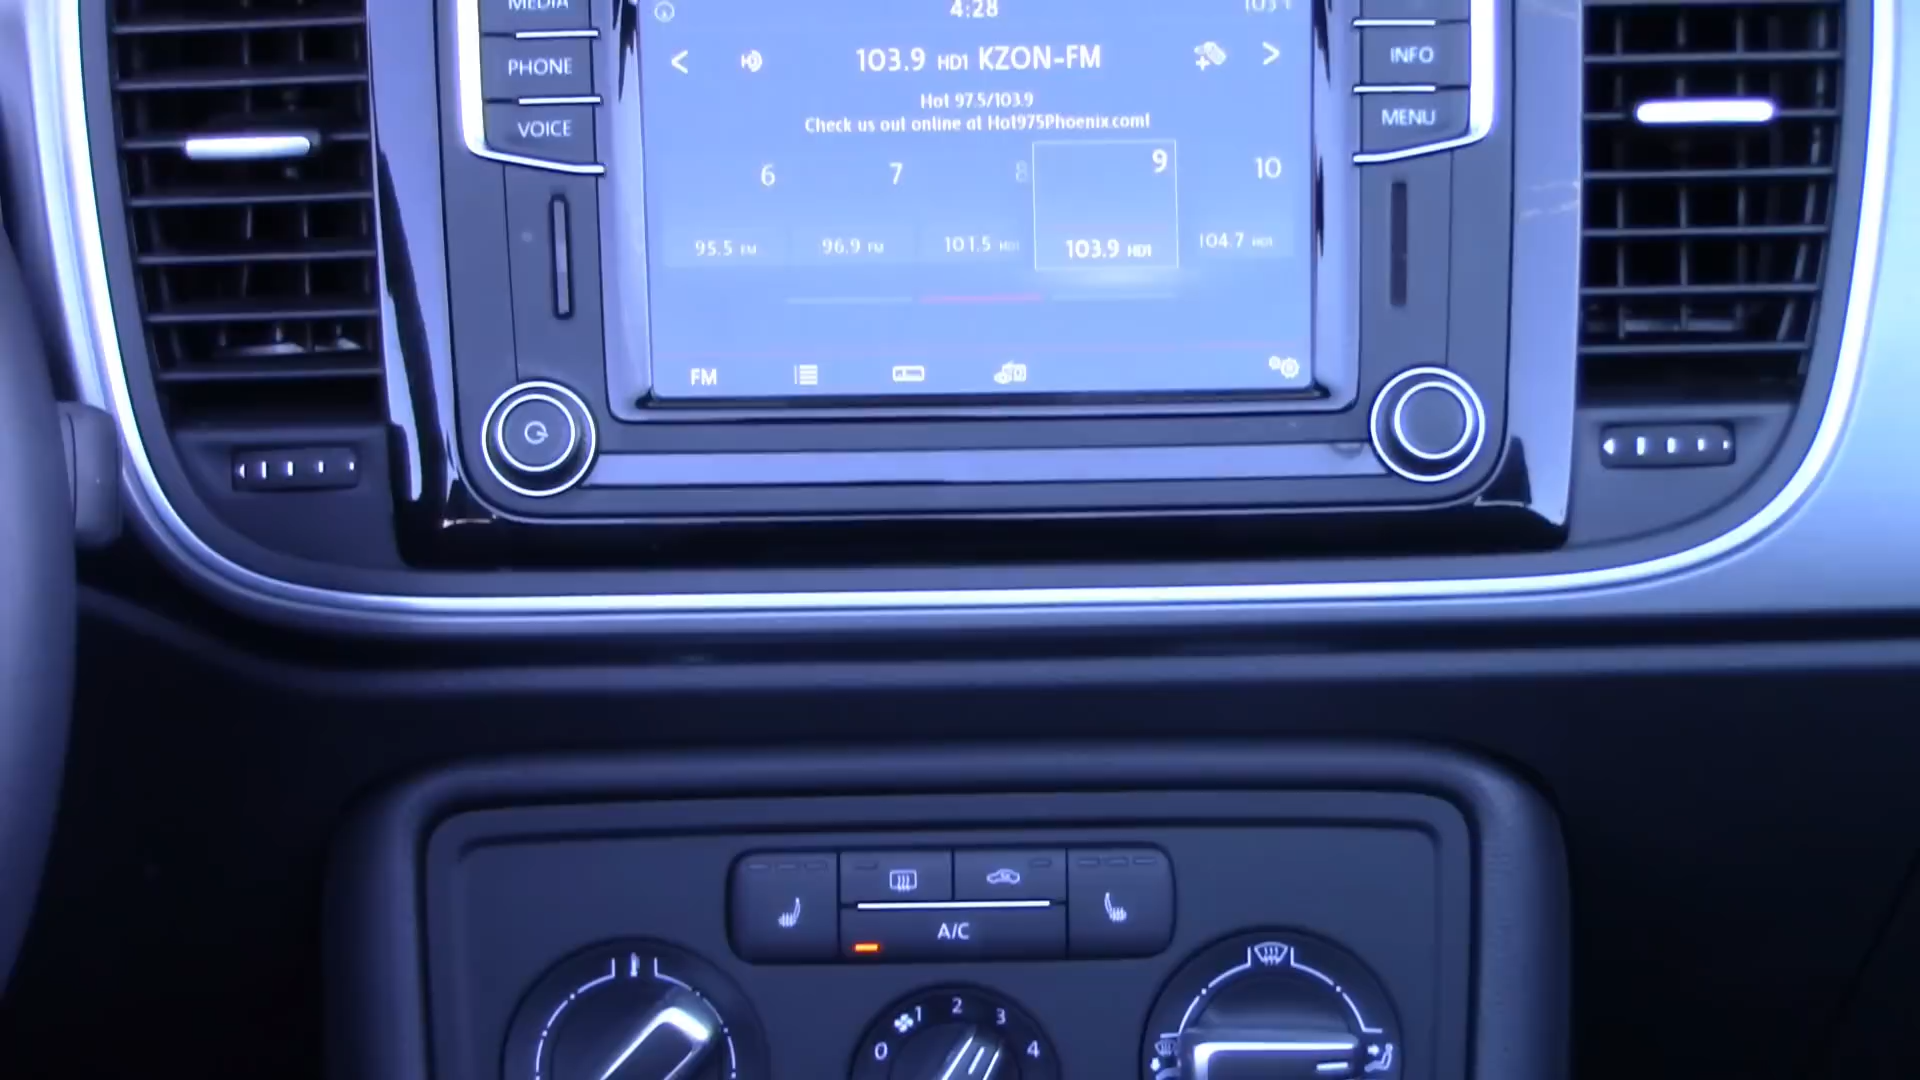 MEDIA
4:28
PHONE
VOICE
< 103.9 HD1 KZON-FM >
Hot 97.5/103.9
Check us out online at Hot975Phoenix.com!
6 7 8 9 10
95.5 FM 96.9 FM 101.5 HD1 103.9 HD1 104.7 HD1
FM
INFO
MENU
A/C
0 1 2 3 4